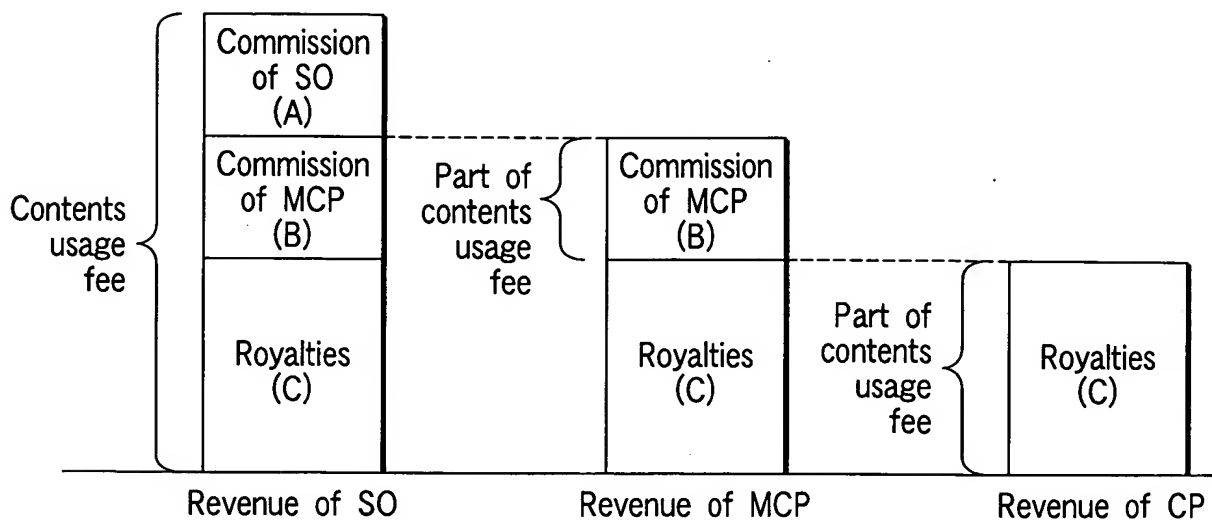 Contents
usage
fee
Commission
of SO
(A)
Commission
of MCP
(B)
Royalties
(C)
Revenue of SO
Part of
contents
usage
fee
Commission
of MCP
(B)
Royalties
(C)
Revenue of MCP
Part of
contents
usage
fee
Royalties
(C)
Revenue of CP